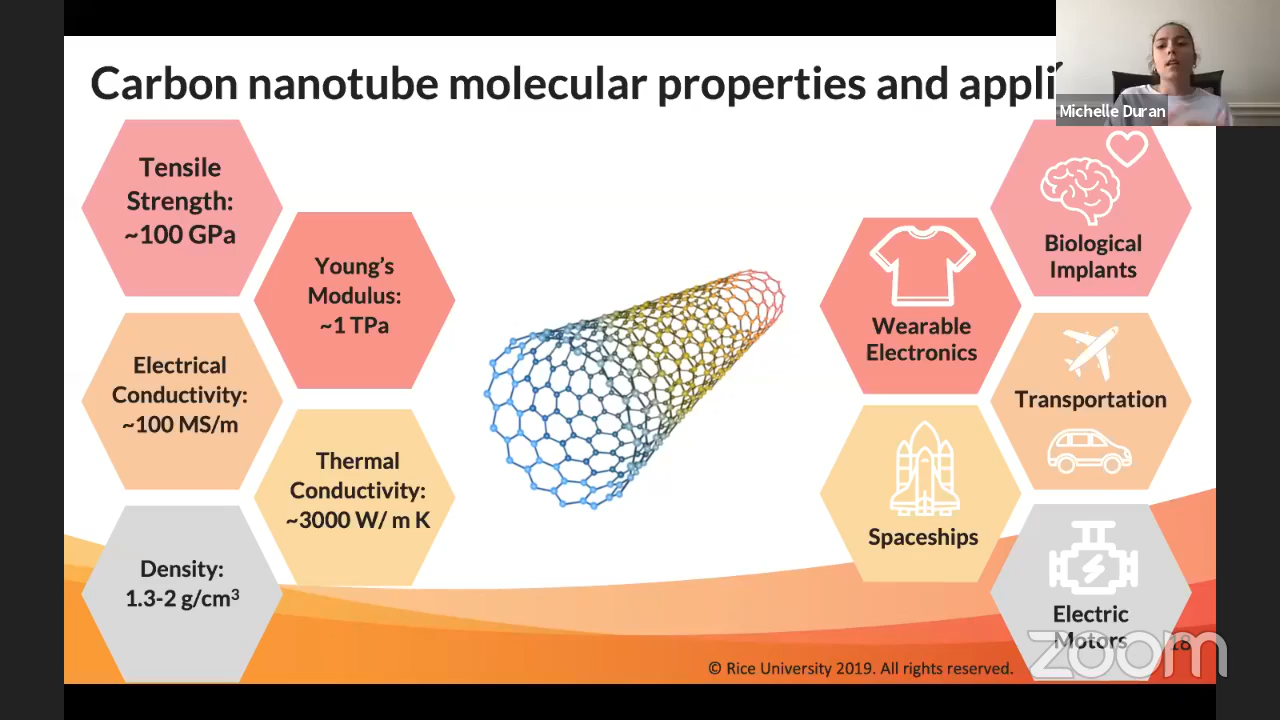 Carbon nanotube molecular properties and appli
Michelle Duran
Tensile
Strength:
~100 GPa
Young's
Modulus:
~1 TPa
Electrical
Conductivity:
~100 MS/m
Thermal
Conductivity:
~3000 W/ m K
Density:
1.3-2 g/cm³
Biological
Implants
Wearable
Electronics
Transportation
Spaceships
Electric
Motors
18
© Rice University 2019. All rights reserved.
zoom